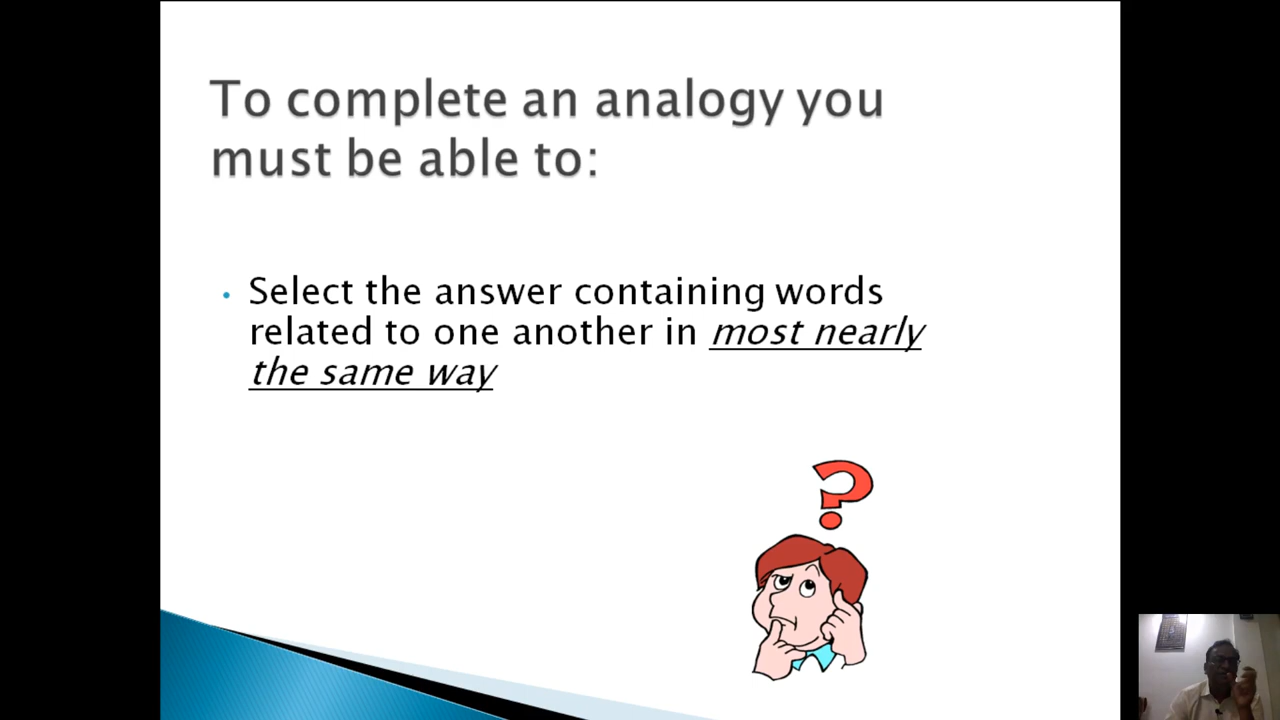 To complete an analogy you
must be able to:
• Select the answer containing words
related to one another in most nearly
the same way
?